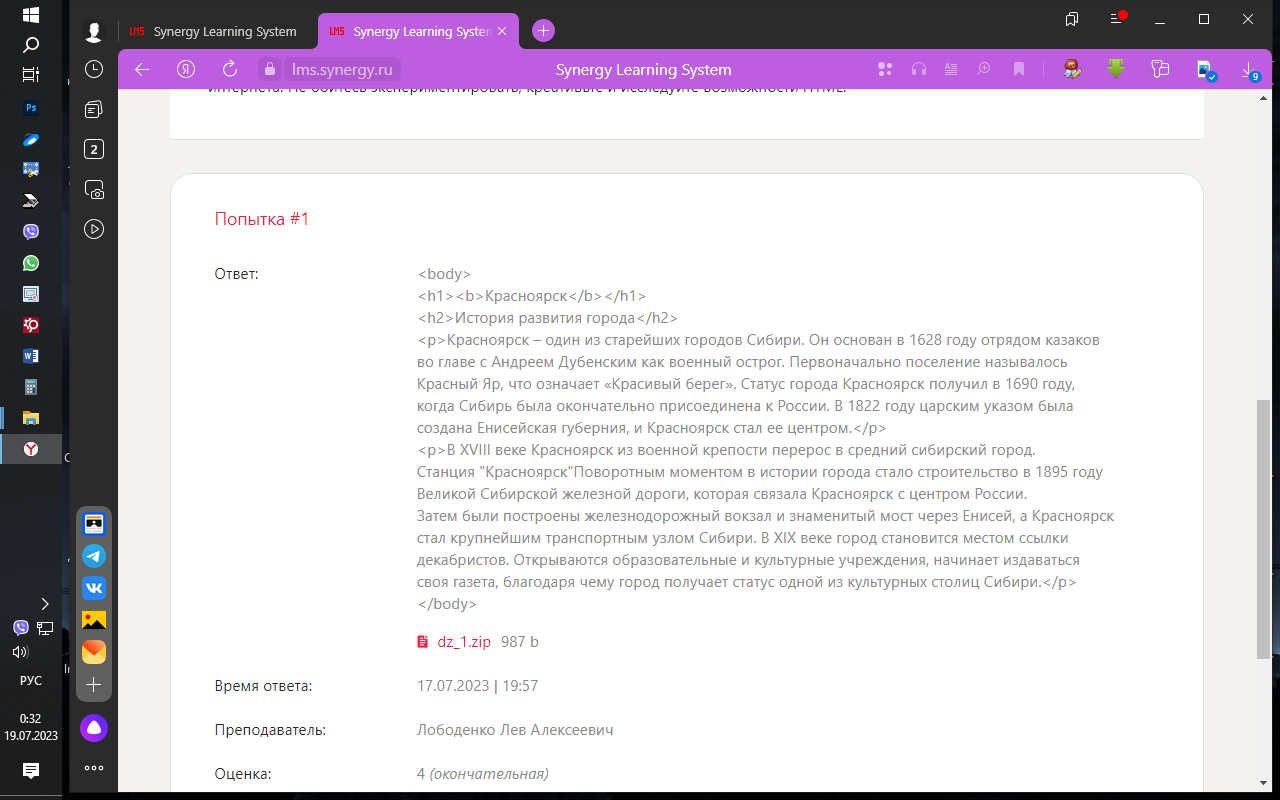 LMS Synergy Learning System
LMS Synergy Learning System
lms.synergy.ru
Synergy Learning System
9
Ps
2
Попытка #1
Ответ:
<body>
<h1><b>Красноярск</b></h1>
<h2>История развития города</h2>
<p>Красноярск – один из старейших городов Сибири. Он основан в 1628 году отрядом казаков
во главе с Андреем Дубенским как военный острог. Первоначально поселение называлось
Красный Яр, что означает «Красивый берег». Статус города Красноярск получил в 1690 году,
когда Сибирь была окончательно присоединена к России. В 1822 году царским указом была
создана Енисейская губерния, и Красноярск стал ее центром.</p>
<p>В XVIII веке Красноярск из военной крепости перерос в средний сибирский город.
Станция "Красноярск"Поворотным моментом в истории города стало строительство в 1895 году
Великой Сибирской железной дороги, которая связала Красноярск с центром России.
Затем были построены железнодорожный вокзал и знаменитый мост через Енисей, а Красноярск
стал крупнейшим транспортным узлом Сибири. В XIX веке город становится местом ссылки
декабристов. Открываются образовательные и культурные учреждения, начинает издаваться
своя газета, благодаря чему город получает статус одной из культурных столиц Сибири.</p>
</body>
dz_1.zip 987 b
Время ответа: 17.07.2023 | 19:57
Преподаватель: Лободенко Лев Алексеевич
Оценка: 4 (окончательная)
РУС
0:32
19.07.2023